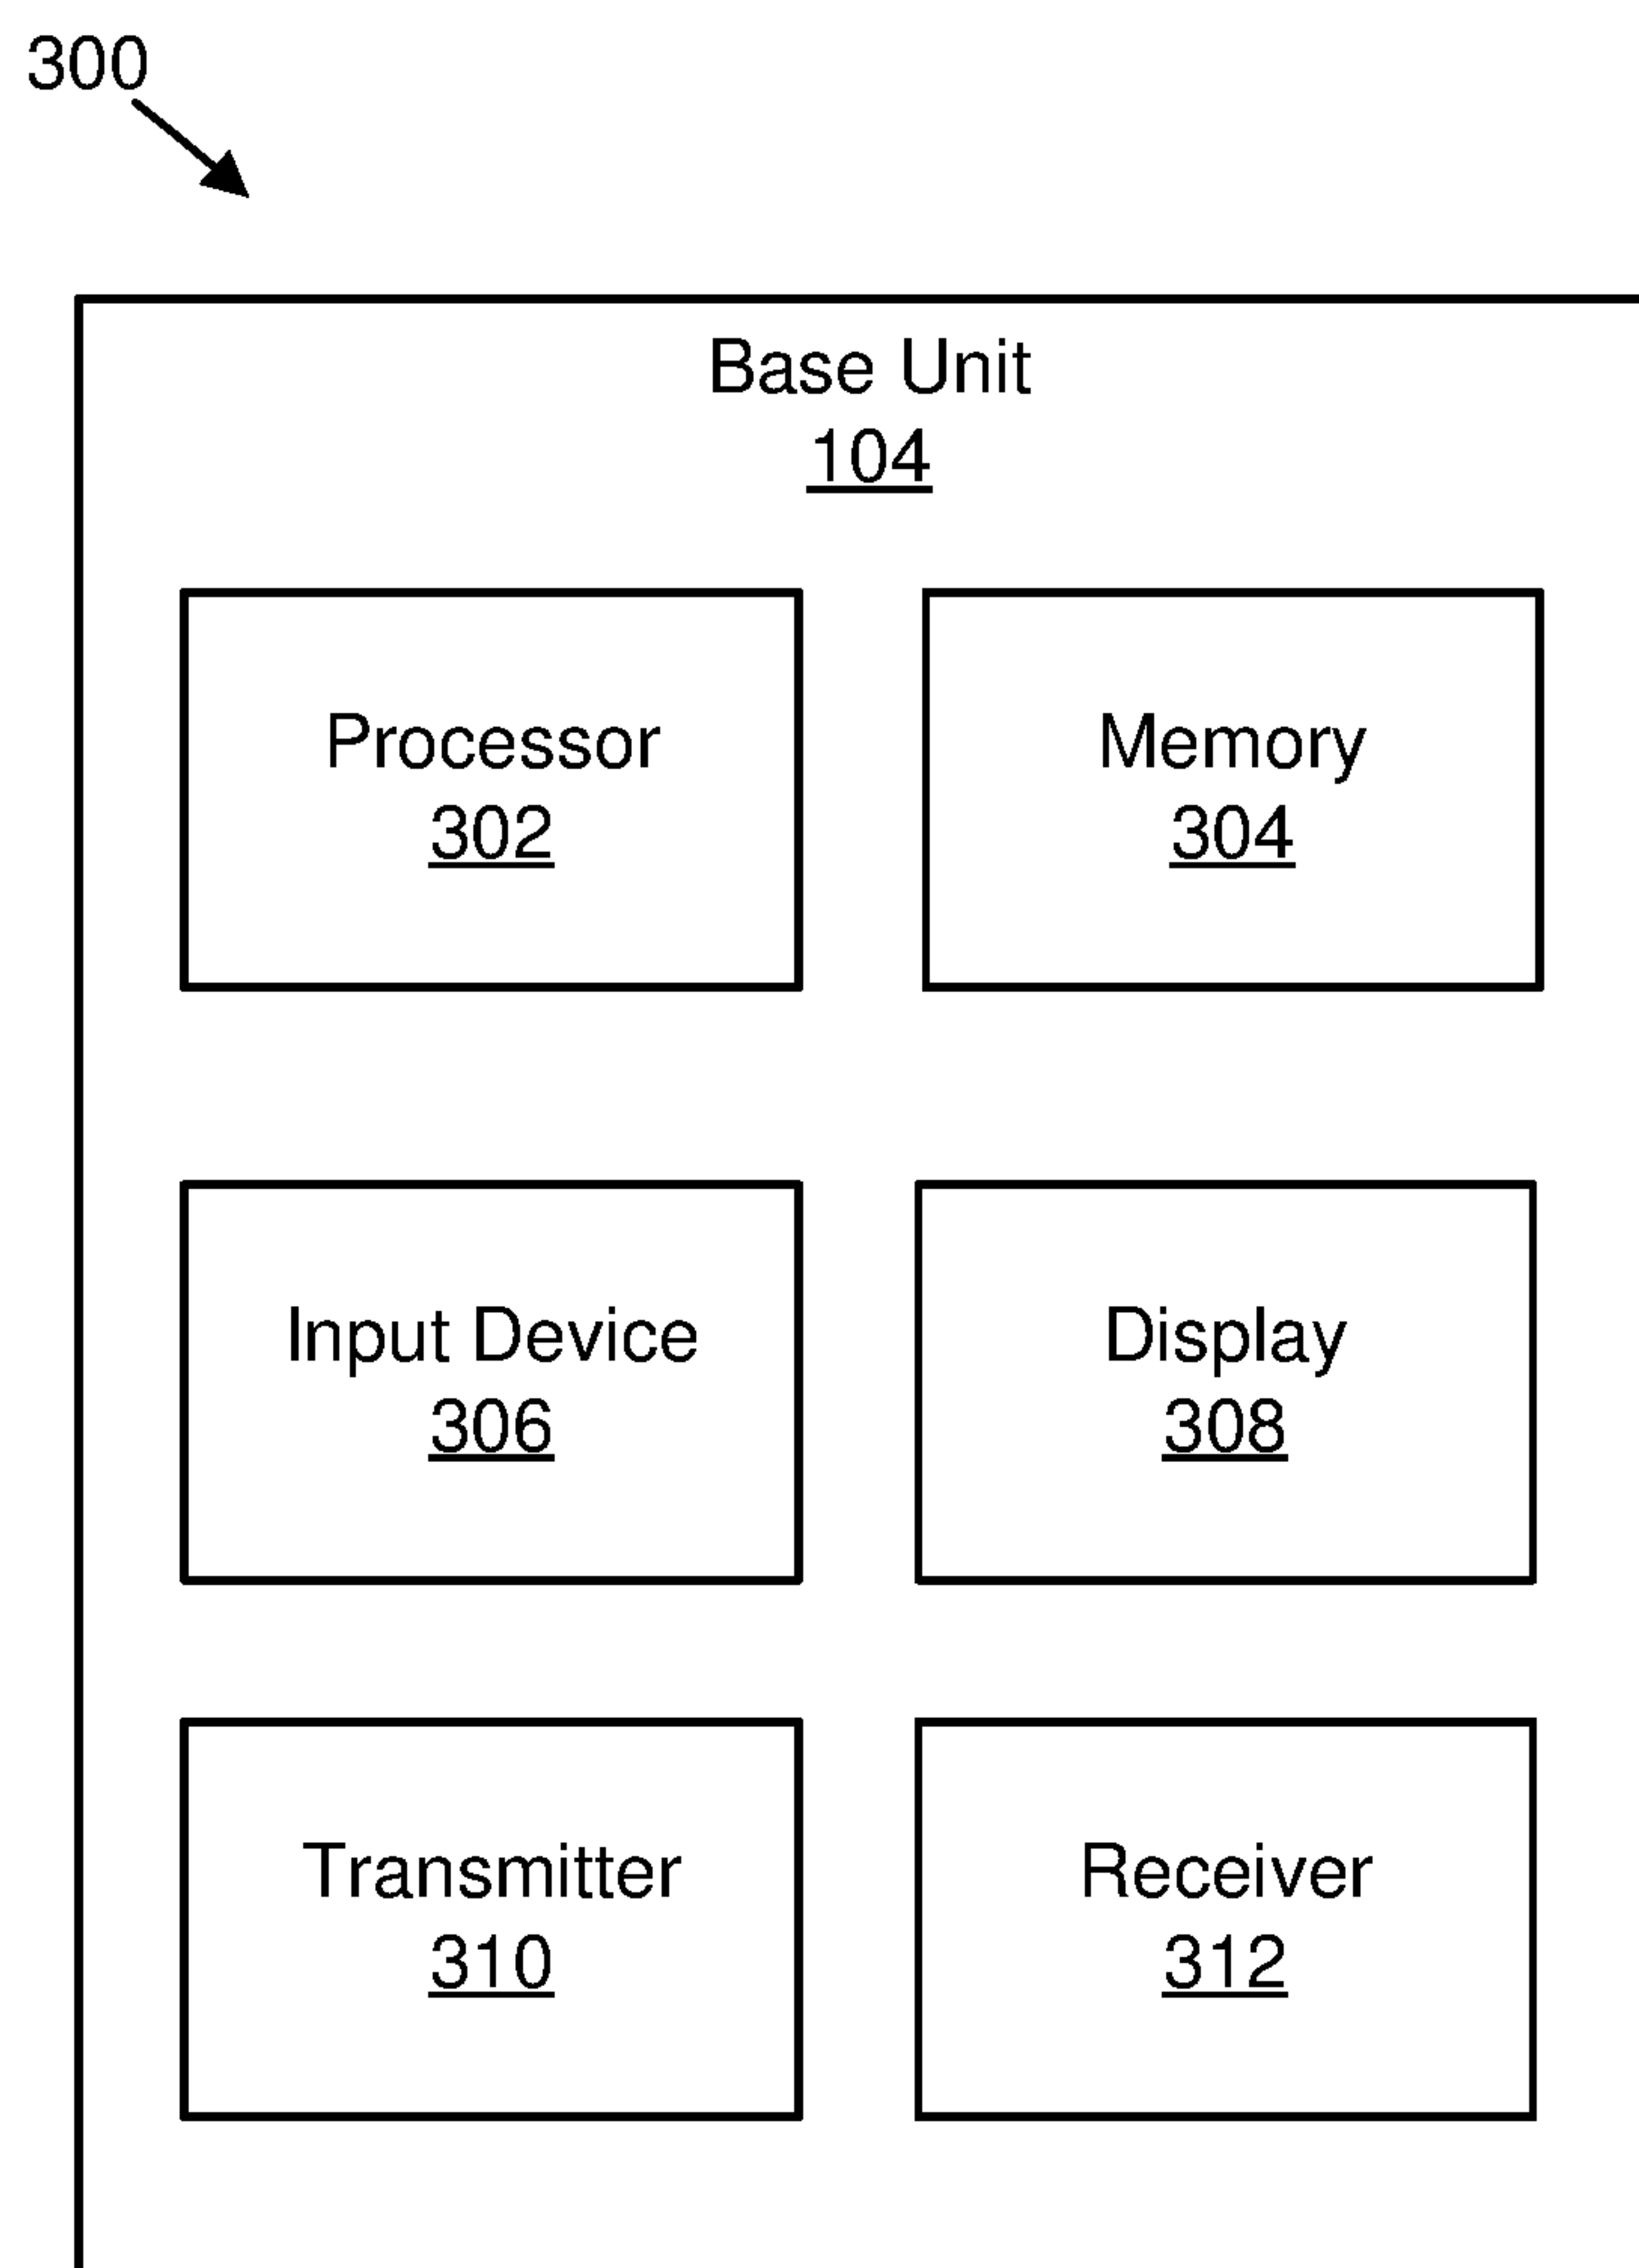 300
Base Unit
104
Processor
302
Memory
304
Input Device
306
Display
308
Transmitter
310
Receiver
312